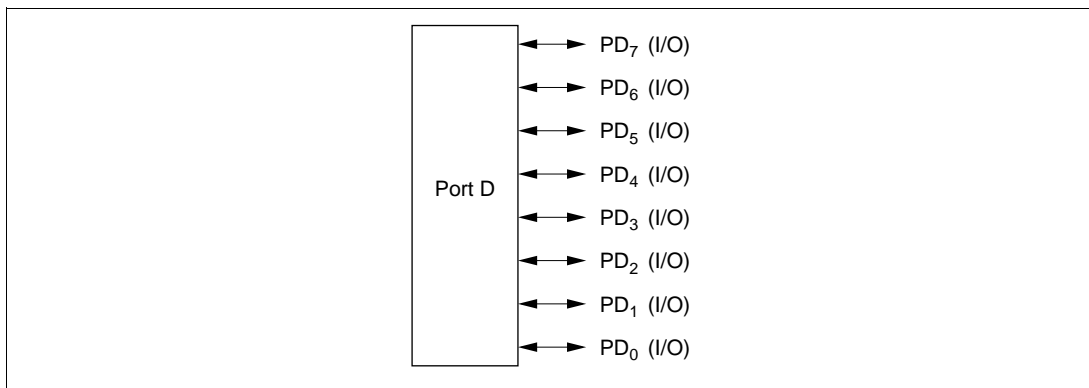 PD₇ (I/O)
PD₆ (I/O)
PD₅ (I/O)
PD₄ (I/O)
Port D
PD₃ (I/O)
PD₂ (I/O)
PD₁ (I/O)
PD₀ (I/O)